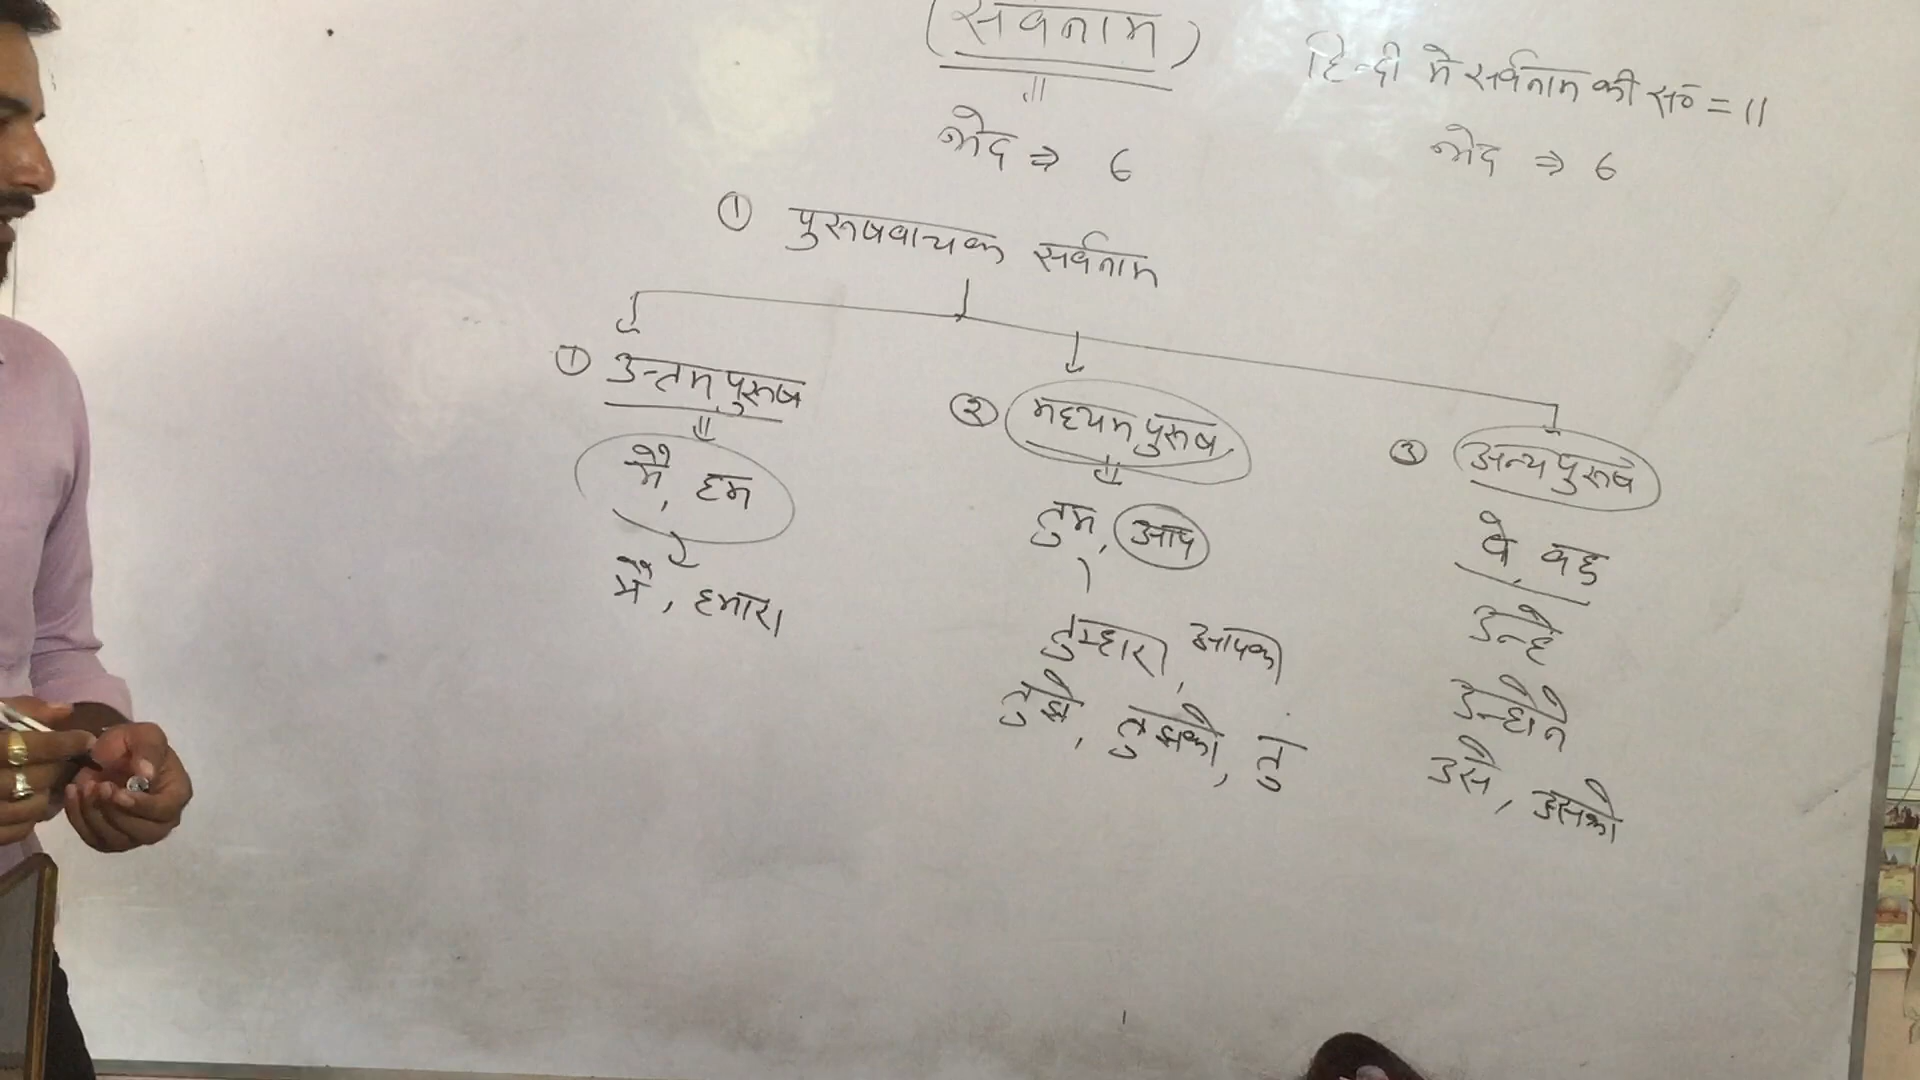 (सर्वनाम)
हिन्दी में सर्वनाम की सं० = 11
भेद ⇒ 6
भेद ⇒ 6
① पुरूषवाचक सर्वनाम
① उत्तम पुरूष
② मध्यम पुरूष
③ अन्य पुरूष
मैं, हम
तुम, आप
वे, वह
मैं, हमारा
तुम्हारा, आपका
उन्हें
तुझे, तुझको, तु
उन्होंने
उसे, उसको